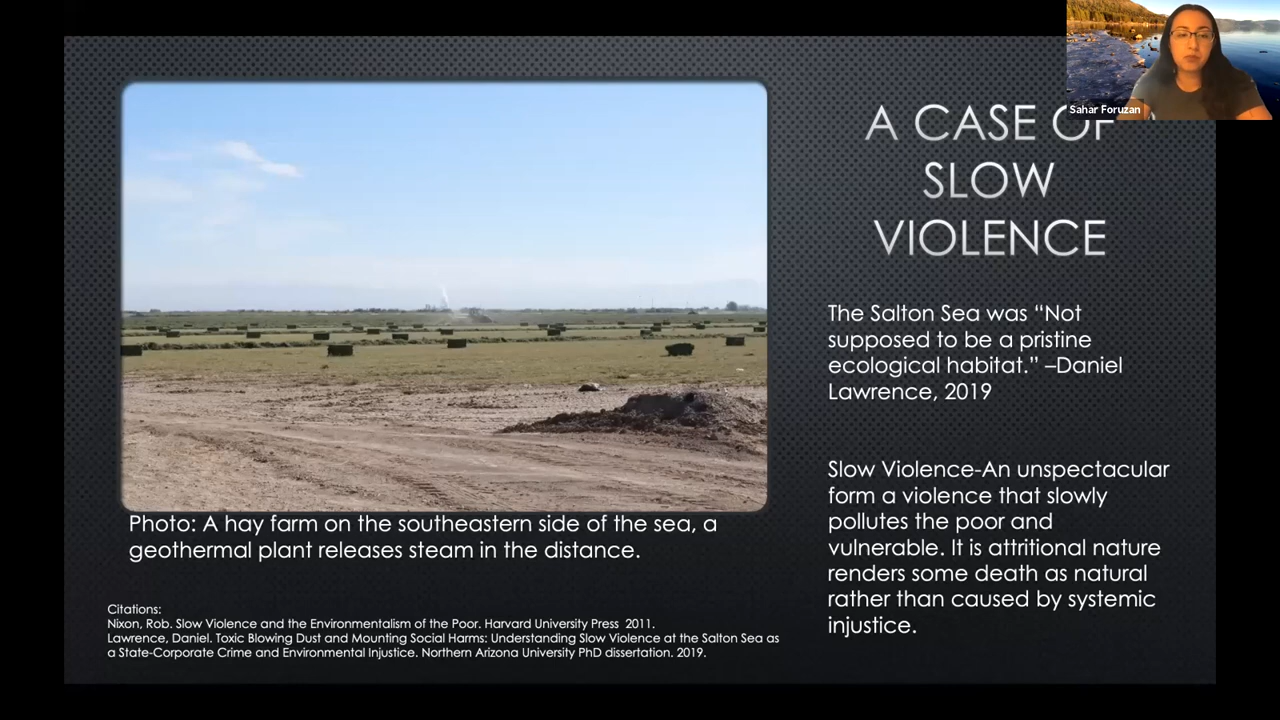 Sahar Foruzan
A CASE OF
SLOW
VIOLENCE
The Salton Sea was “Not
supposed to be a pristine
ecological habitat.” –Daniel
Lawrence, 2019
Slow Violence-An unspectacular
form a violence that slowly
pollutes the poor and
vulnerable. It is attritional nature
renders some death as natural
rather than caused by systemic
injustice.
Photo: A hay farm on the southeastern side of the sea, a
geothermal plant releases steam in the distance.
Citations:
Nixon, Rob. Slow Violence and the Environmentalism of the Poor. Harvard University Press 2011.
Lawrence, Daniel. Toxic Blowing Dust and Mounting Social Harms: Understanding Slow Violence at the Salton Sea as
a State-Corporate Crime and Environmental Injustice. Northern Arizona University PhD dissertation. 2019.